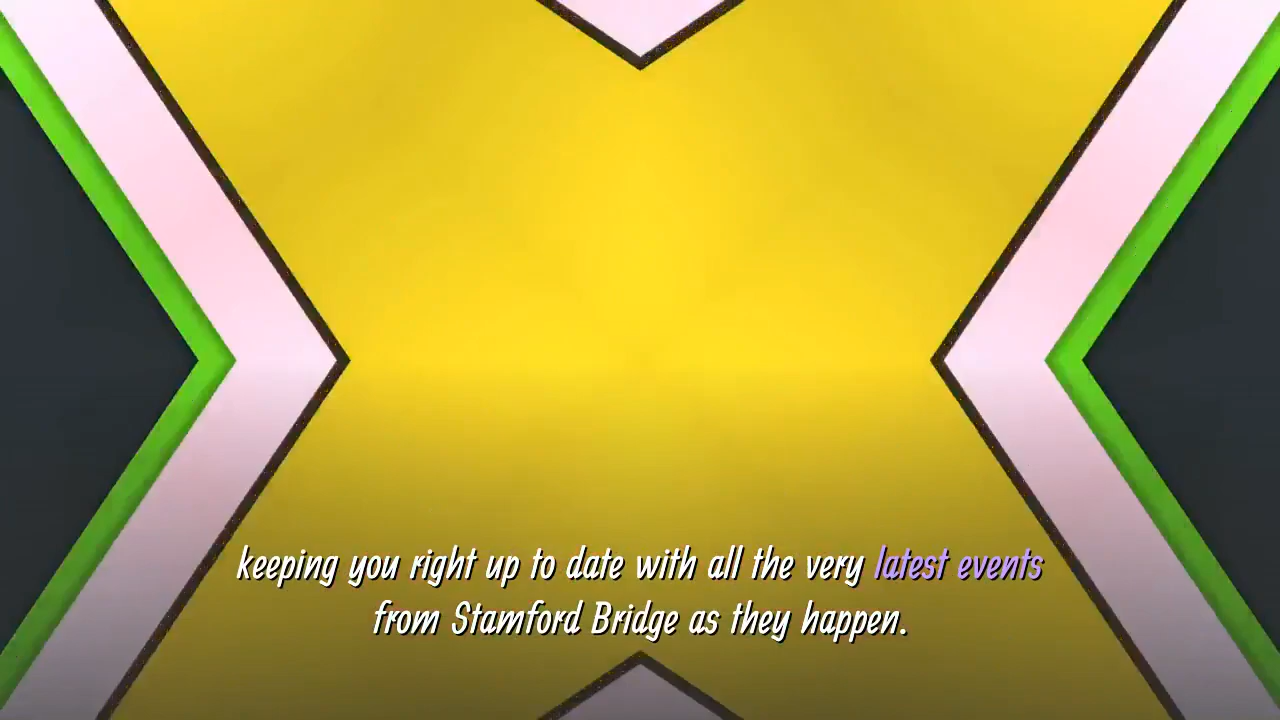 keeping you right up to date with all the very latest events
from Stamford Bridge as they happen.